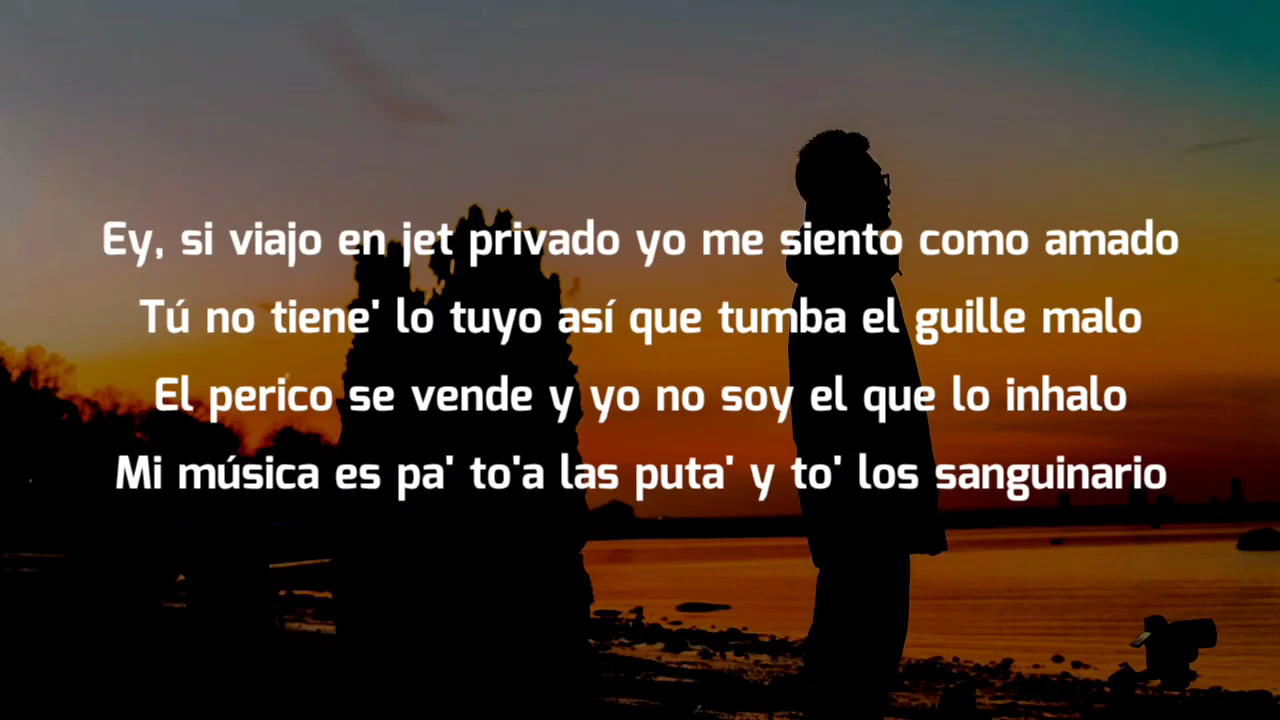 Ey, si viajo en jet privado yo me siento como amado
Tú no tiene' lo tuyo así que tumba el guille malo
El perico se vende y yo no soy el que lo inhalo
Mi música es pa' to'a las puta' y to' los sanguinario